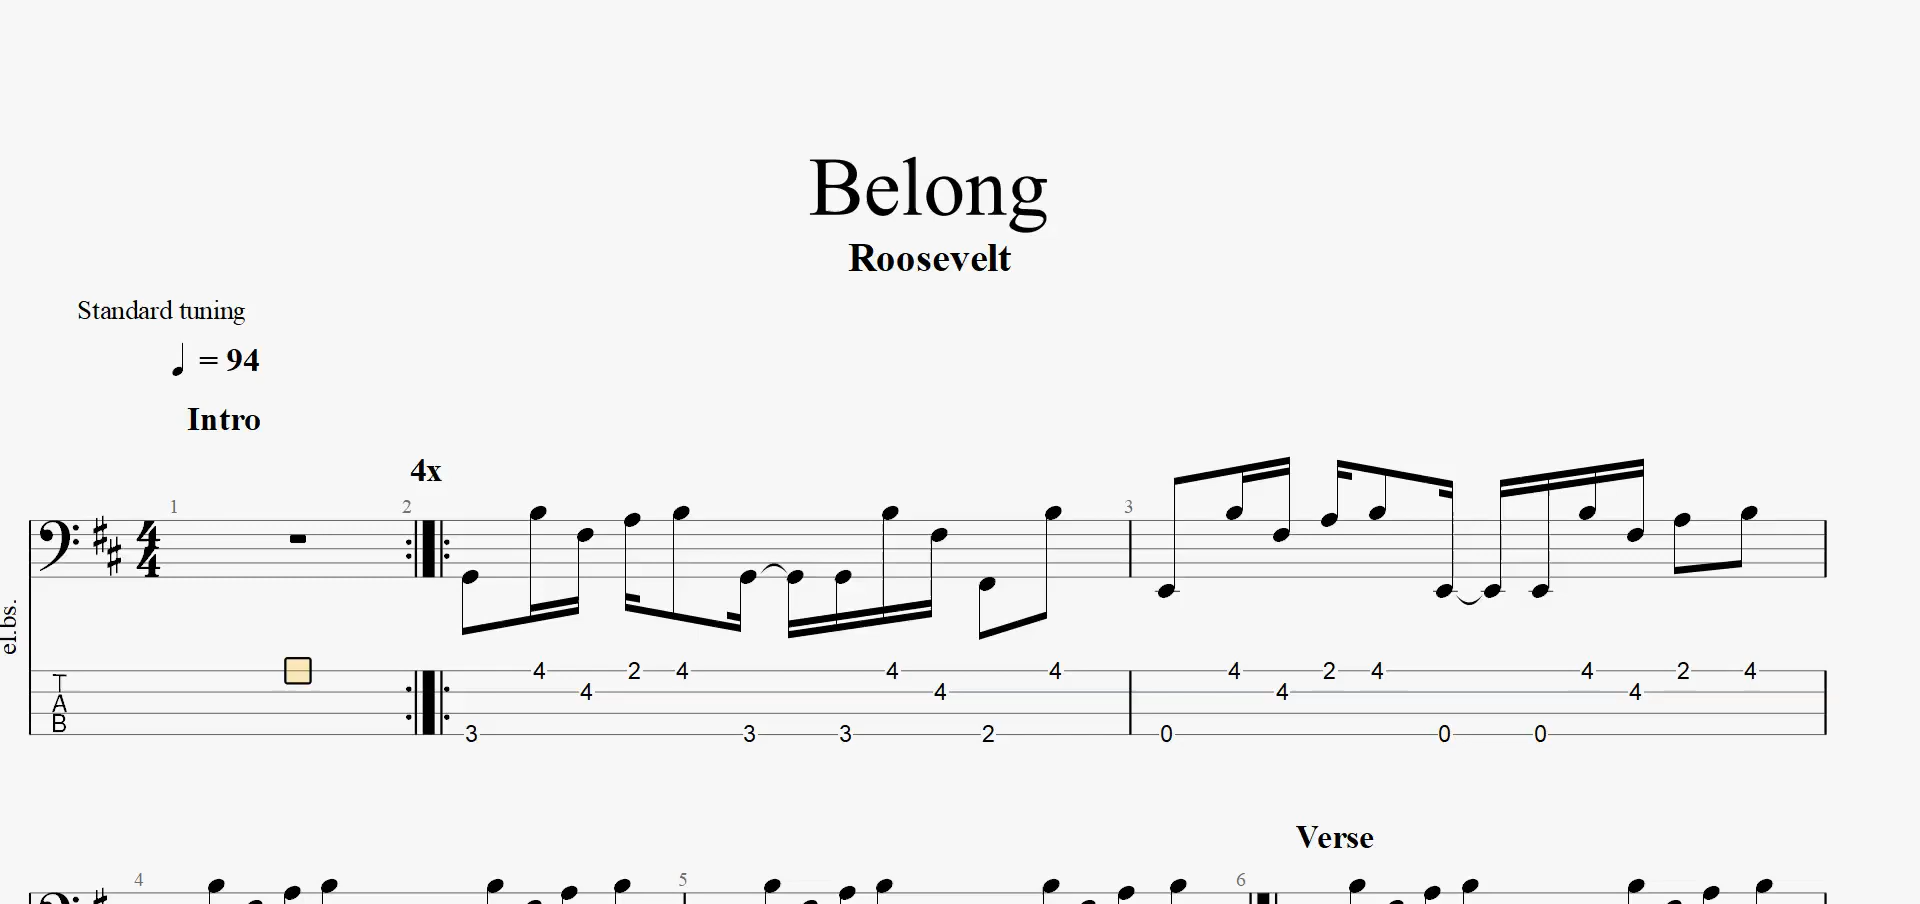 Belong
Roosevelt
Standard tuning
= 94
Intro
4x
1 2 3
4 4
el.bs.
4 2 4 4 4 4 2 4 4 2 4
4 4 4 4
T
A
B
3 3 3 2 0 0 0
Verse
4 5 6